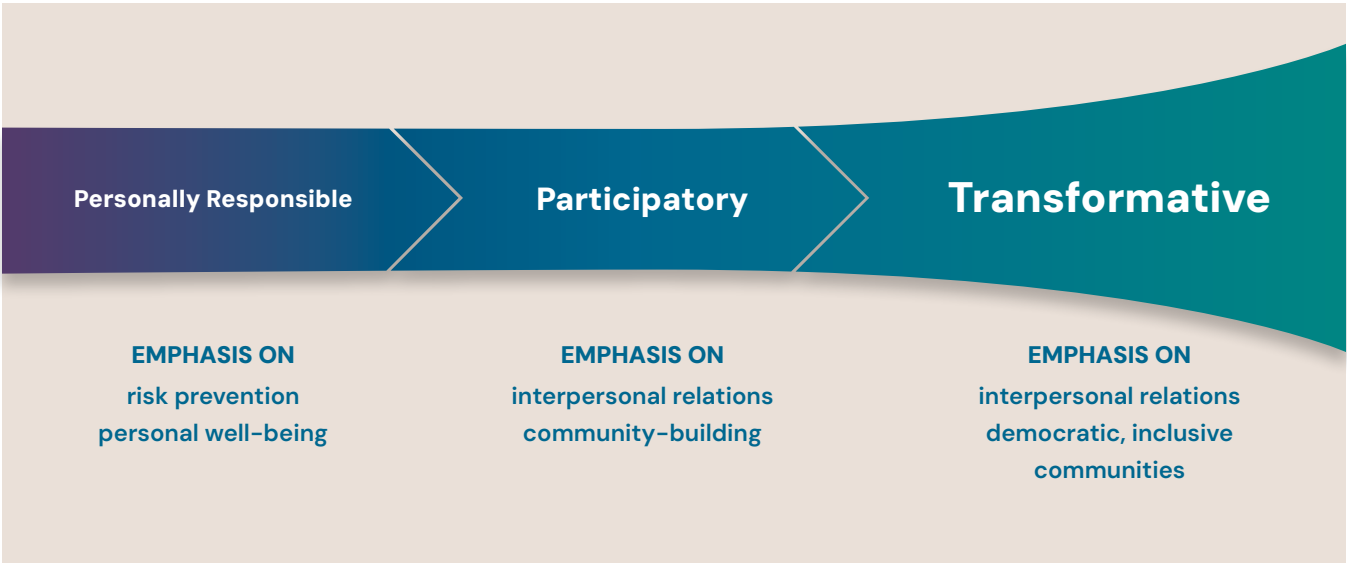 Personally Responsible
Participatory
Transformative
EMPHASIS ON
risk prevention
personal well-being
EMPHASIS ON
interpersonal relations
community-building
EMPHASIS ON
interpersonal relations
democratic, inclusive
communities